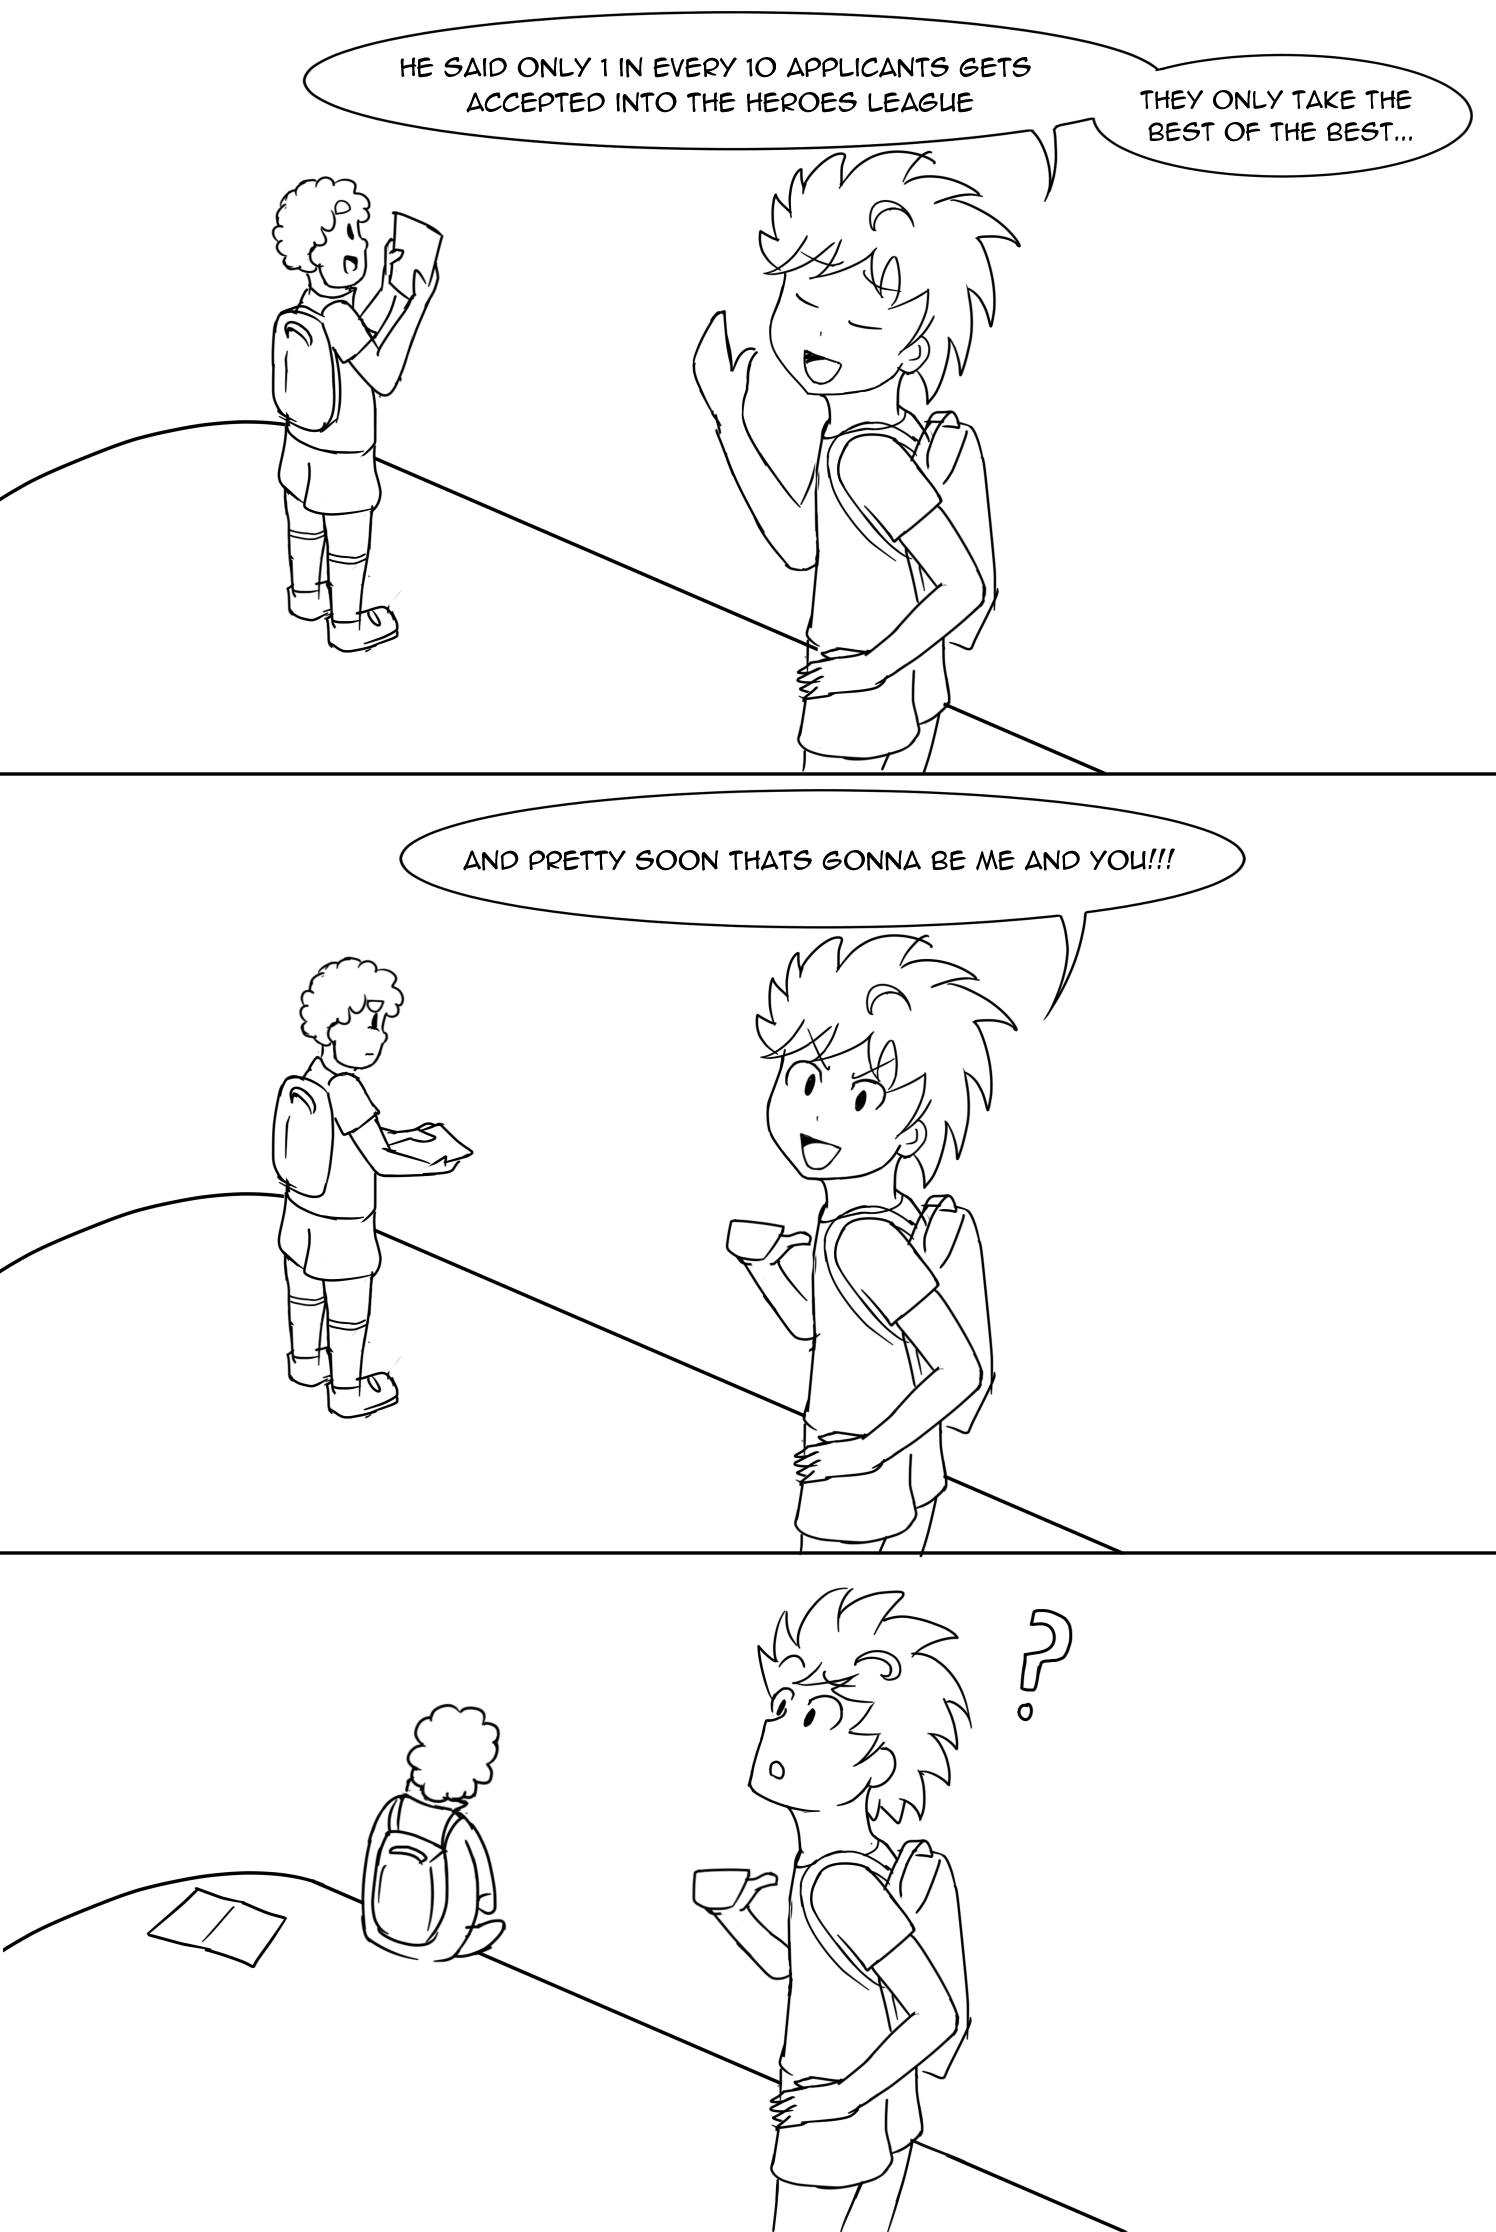 HE SAID ONLY 1 IN EVERY 10 APPLICANTS GETS
ACCEPTED INTO THE HEROES LEAGUE
THEY ONLY TAKE THE
BEST OF THE BEST...
AND PRETTY SOON THATS GONNA BE ME AND YOU!!!
?